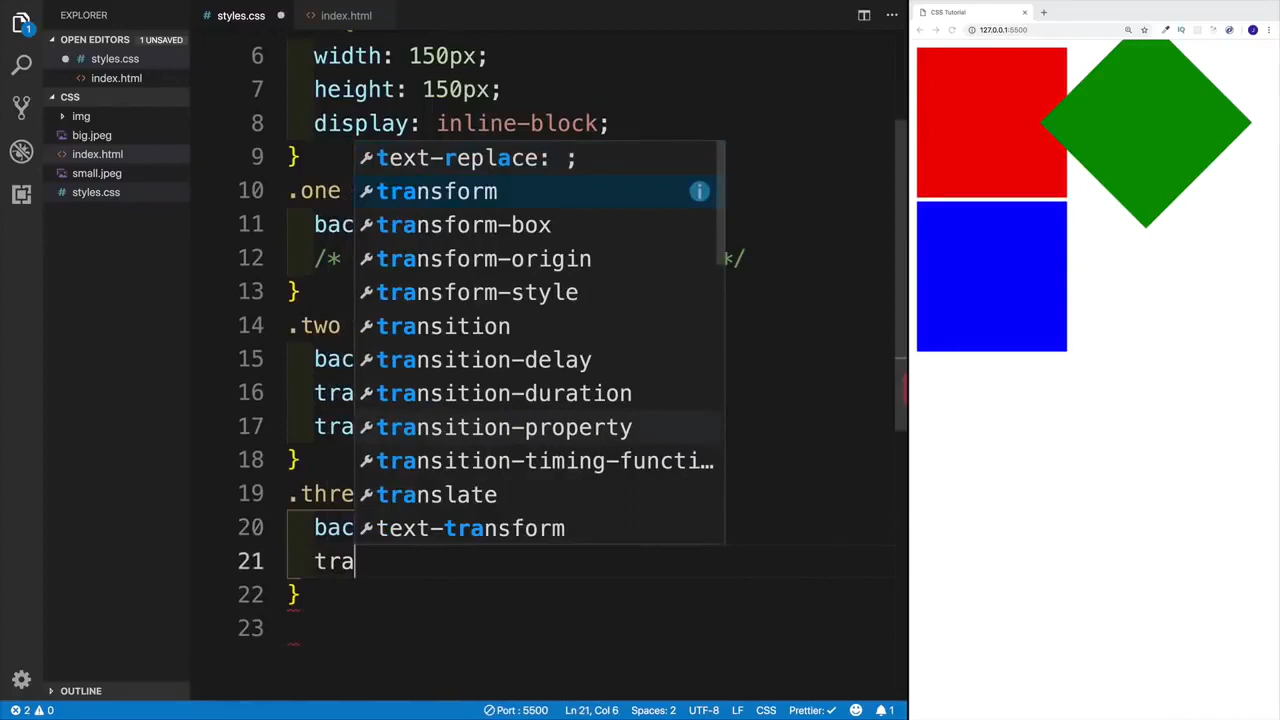 EXPLORER
OPEN EDITORS 1 UNSAVED
styles.css
index.html
CSS
img
big.jpeg
index.html
small.jpeg
styles.css
OUTLINE
1
styles.css
index.html
6 width: 150px;
7 height: 150px;
8 display: inline-block;
9 }
10 .one
11 bac
12 /* */
13 }
14 .two
15 bac
16 tra
17 tra
18 }
19 .thre
20 bac
21 tra
22 }
23
text-replace: ;
transform
transform-box
transform-origin
transform-style
transition
transition-delay
transition-duration
transition-property
transition-timing-functi…
translate
text-transform
2 0 Port : 5500 Ln 21, Col 6 Spaces: 2 UTF-8 LF CSS Prettier: ✓ 1
CSS Tutorial
127.0.0.1:5500
IQ
J